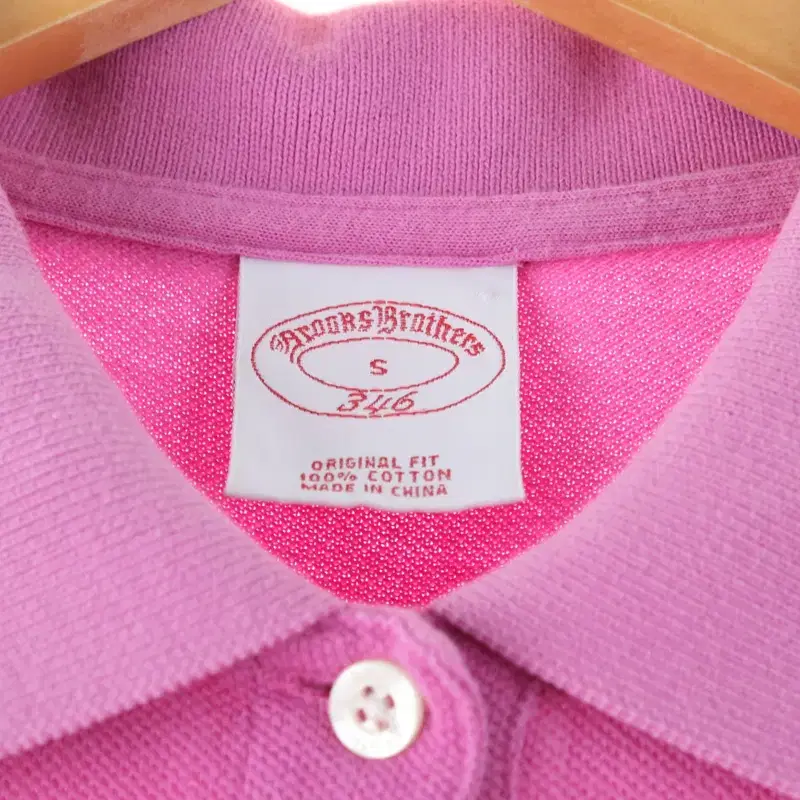 Brooks Brothers
S
346
ORIGINAL FIT
100% COTTON
MADE IN CHINA